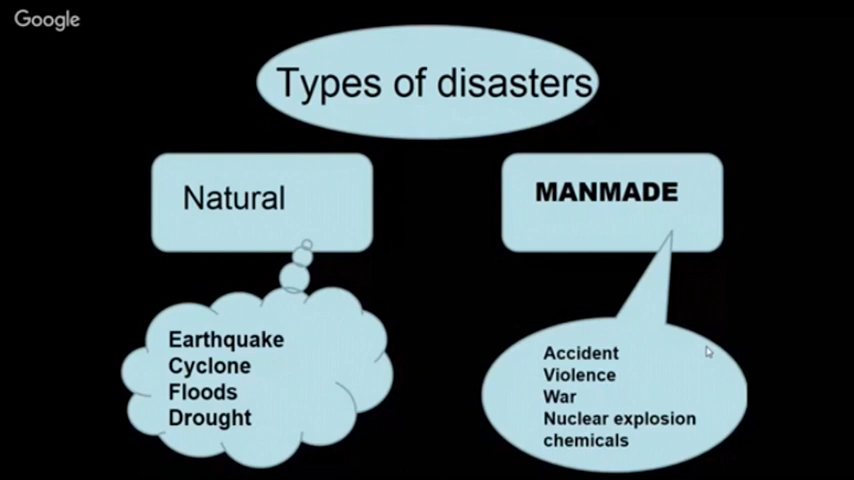 Google
Types of disasters
Natural
MANMADE
Earthquake
Cyclone
Floods
Drought
Accident
Violence
War
Nuclear explosion
chemicals